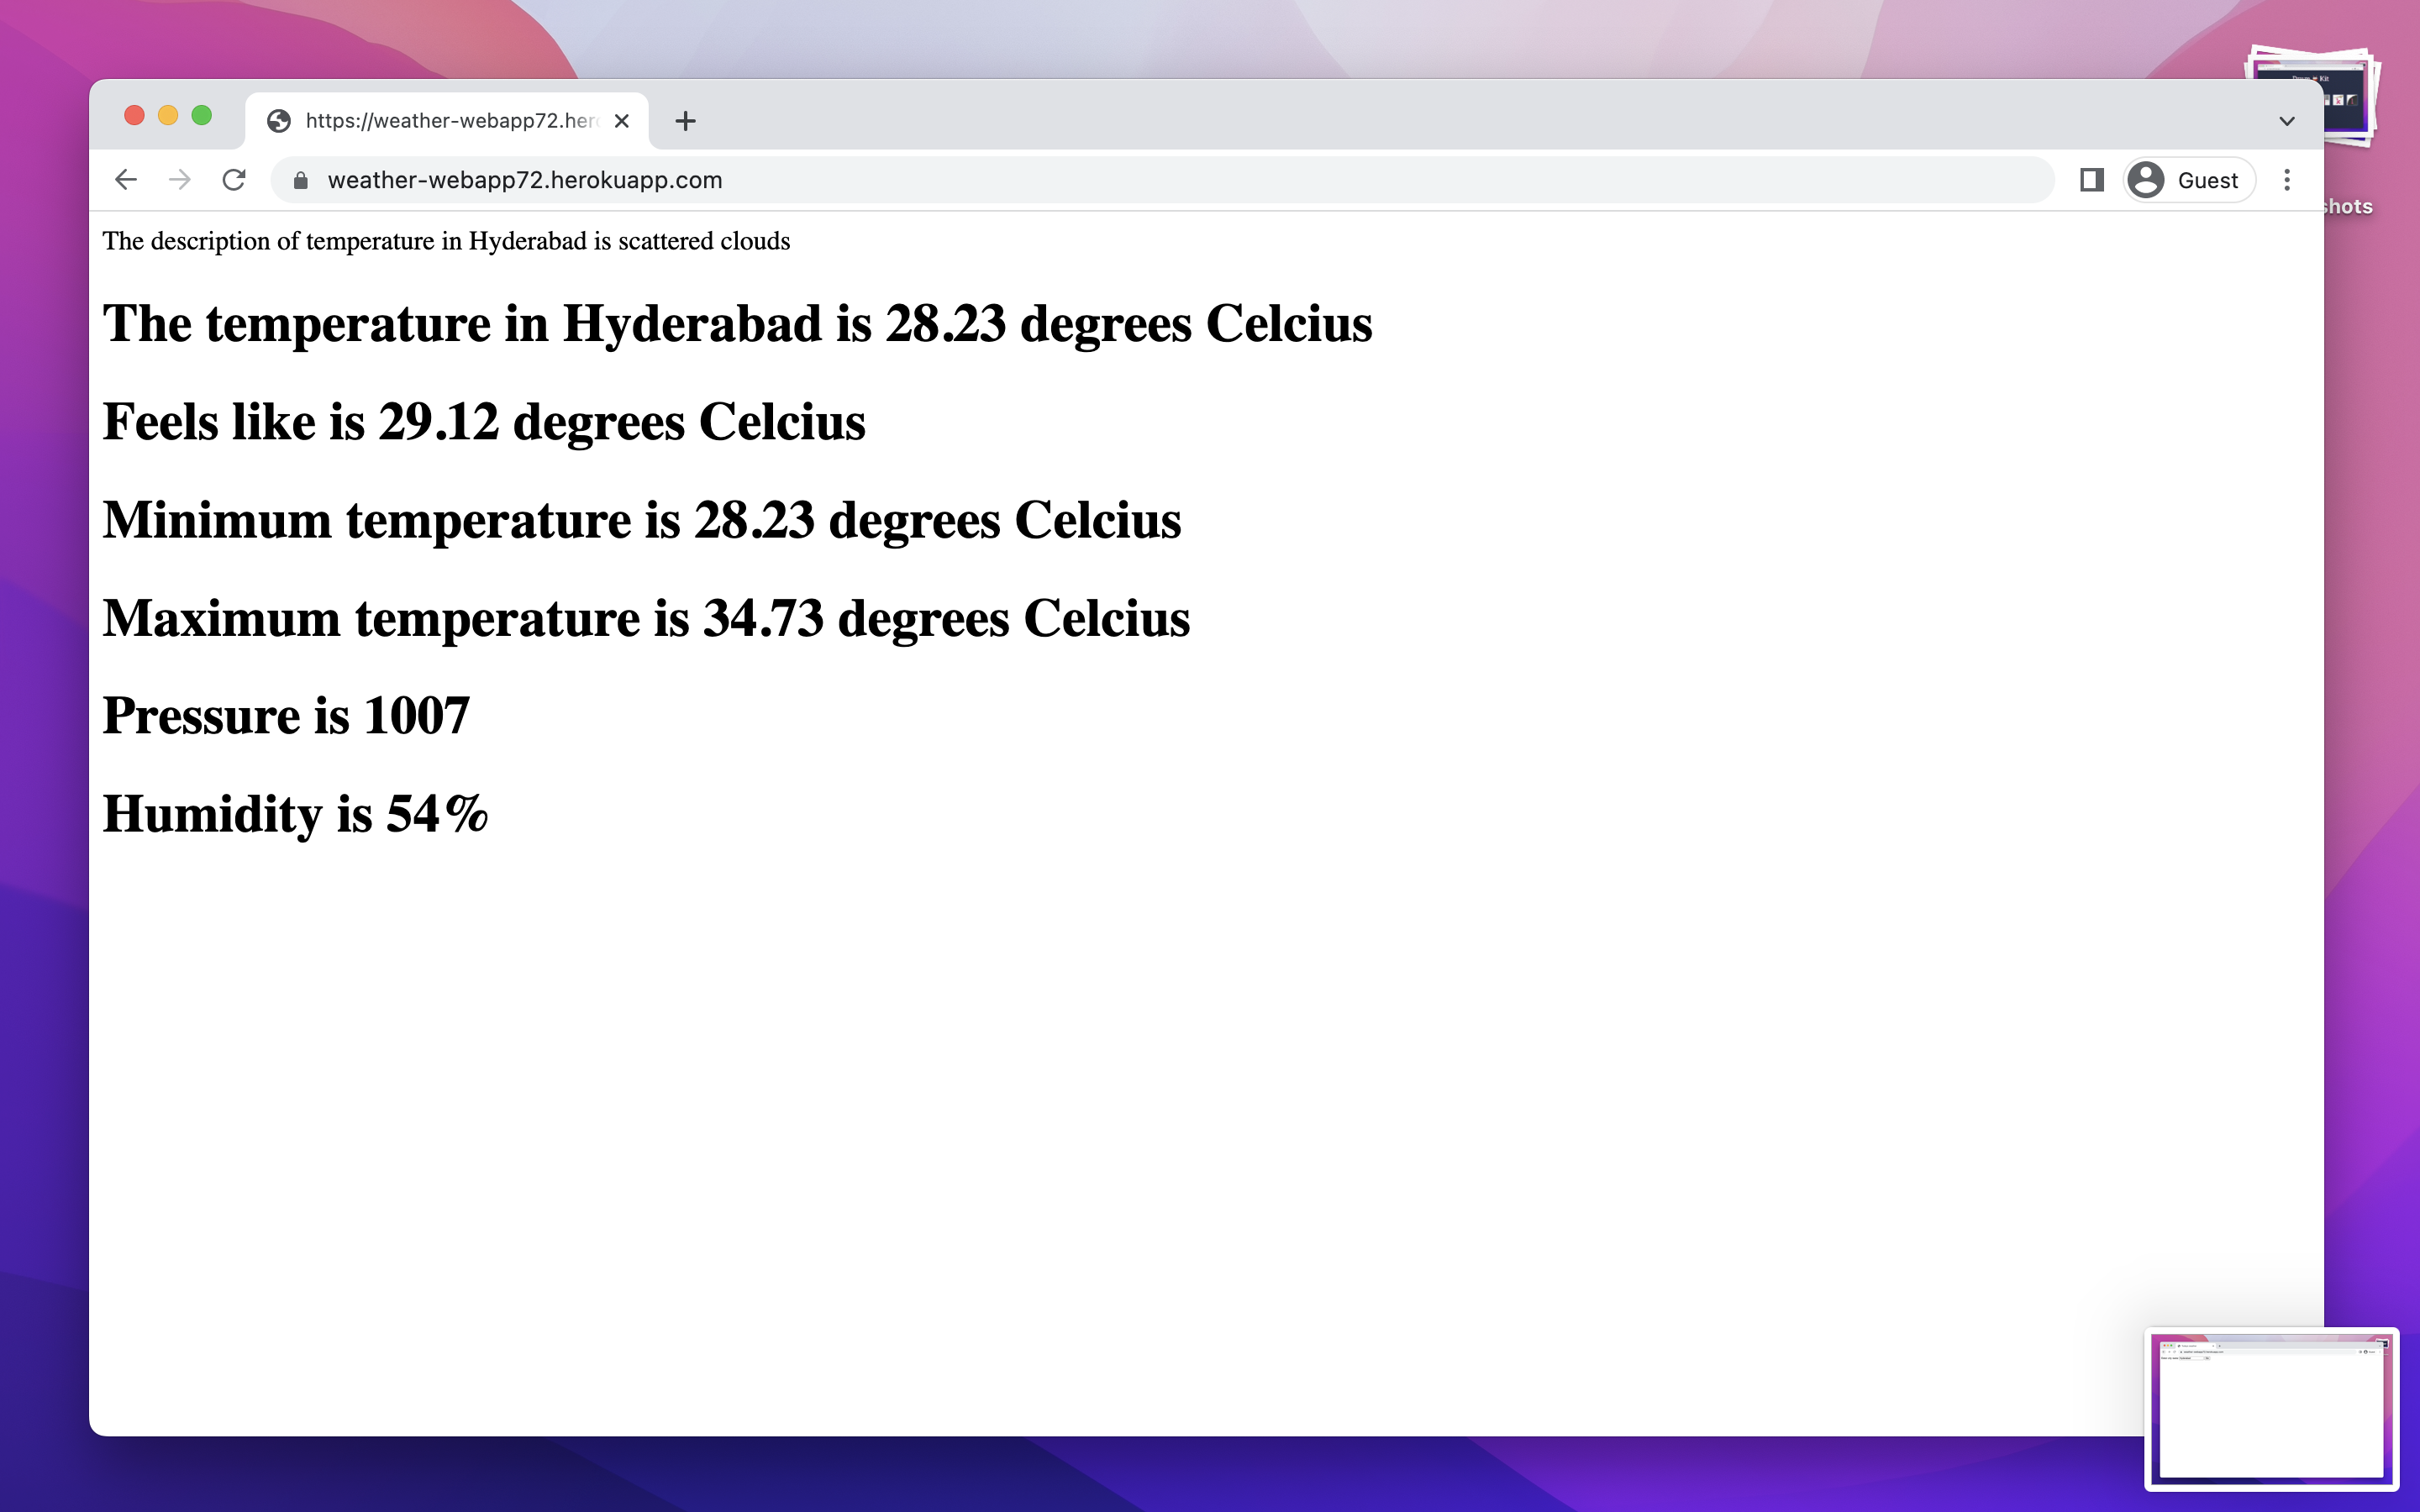 https://weather-webapp72.her
weather-webapp72.herokuapp.com
Guest
shots
The description of temperature in Hyderabad is scattered clouds
The temperature in Hyderabad is 28.23 degrees Celcius
Feels like is 29.12 degrees Celcius
Minimum temperature is 28.23 degrees Celcius
Maximum temperature is 34.73 degrees Celcius
Pressure is 1007
Humidity is 54%